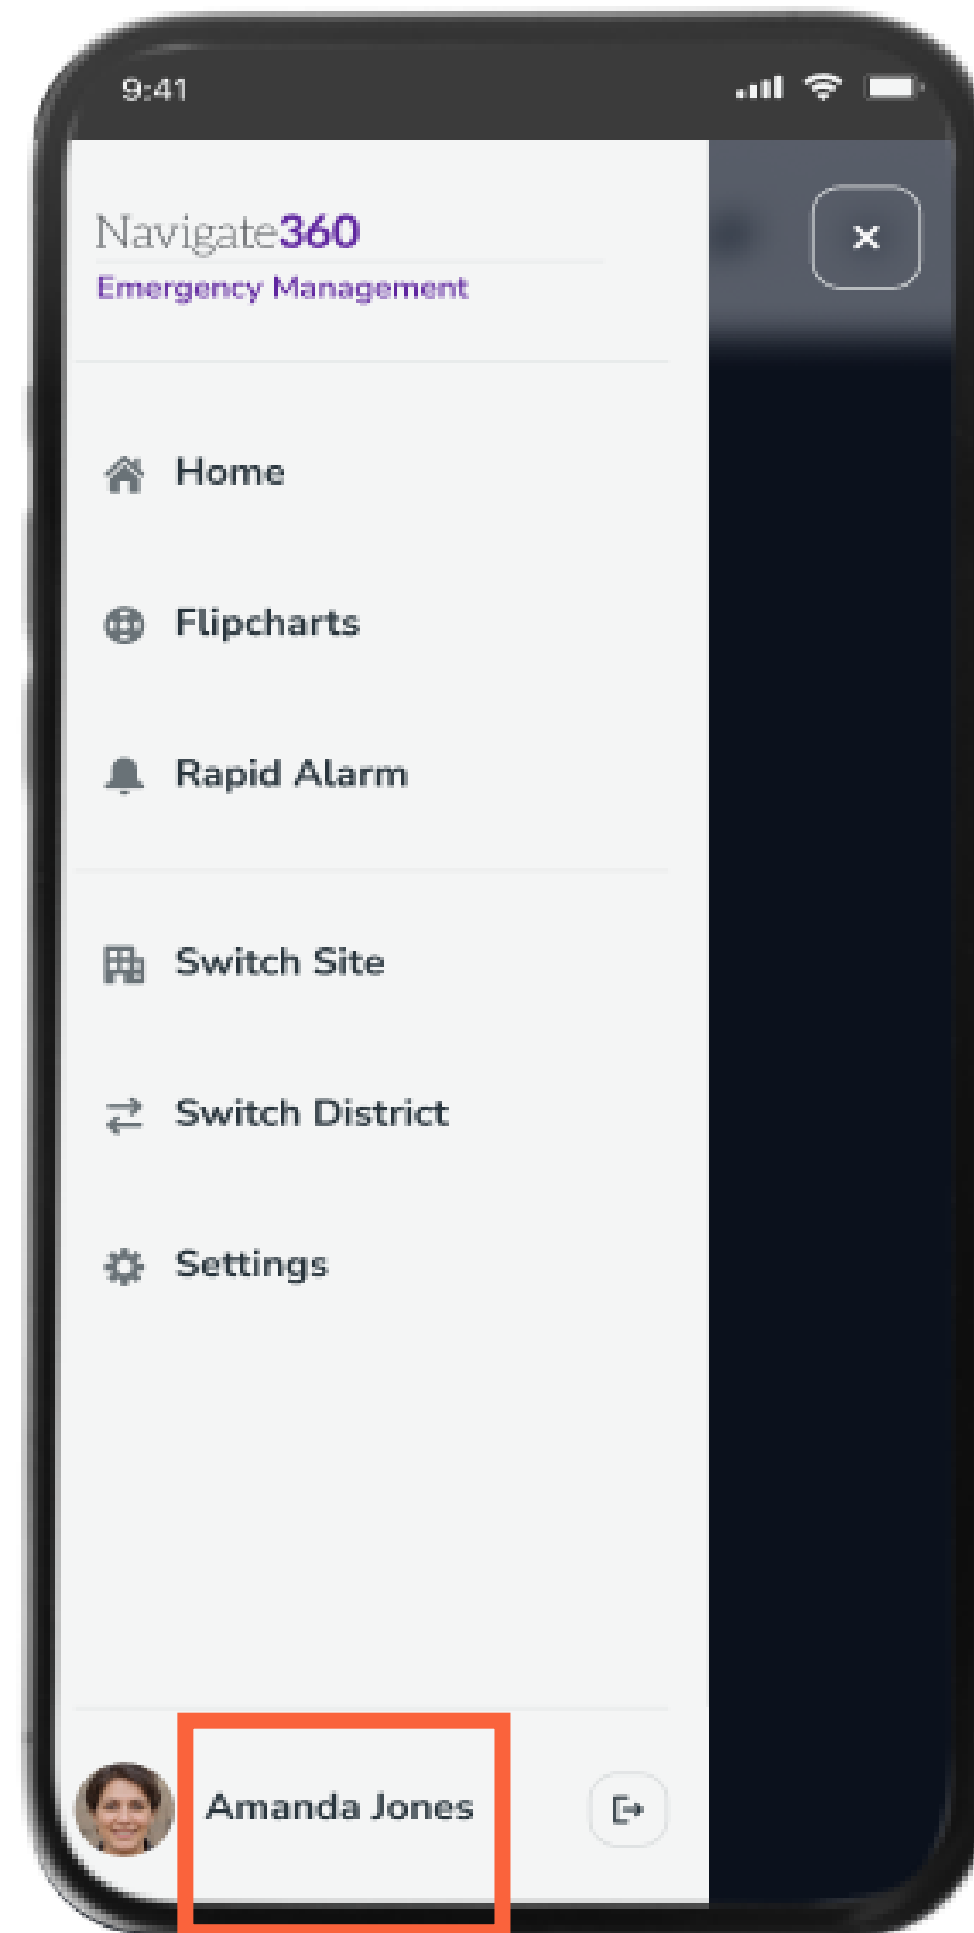 9:41
Navigate360
Emergency Management
Home
Flipcharts
Rapid Alarm
Switch Site
Switch District
Settings
Amanda Jones